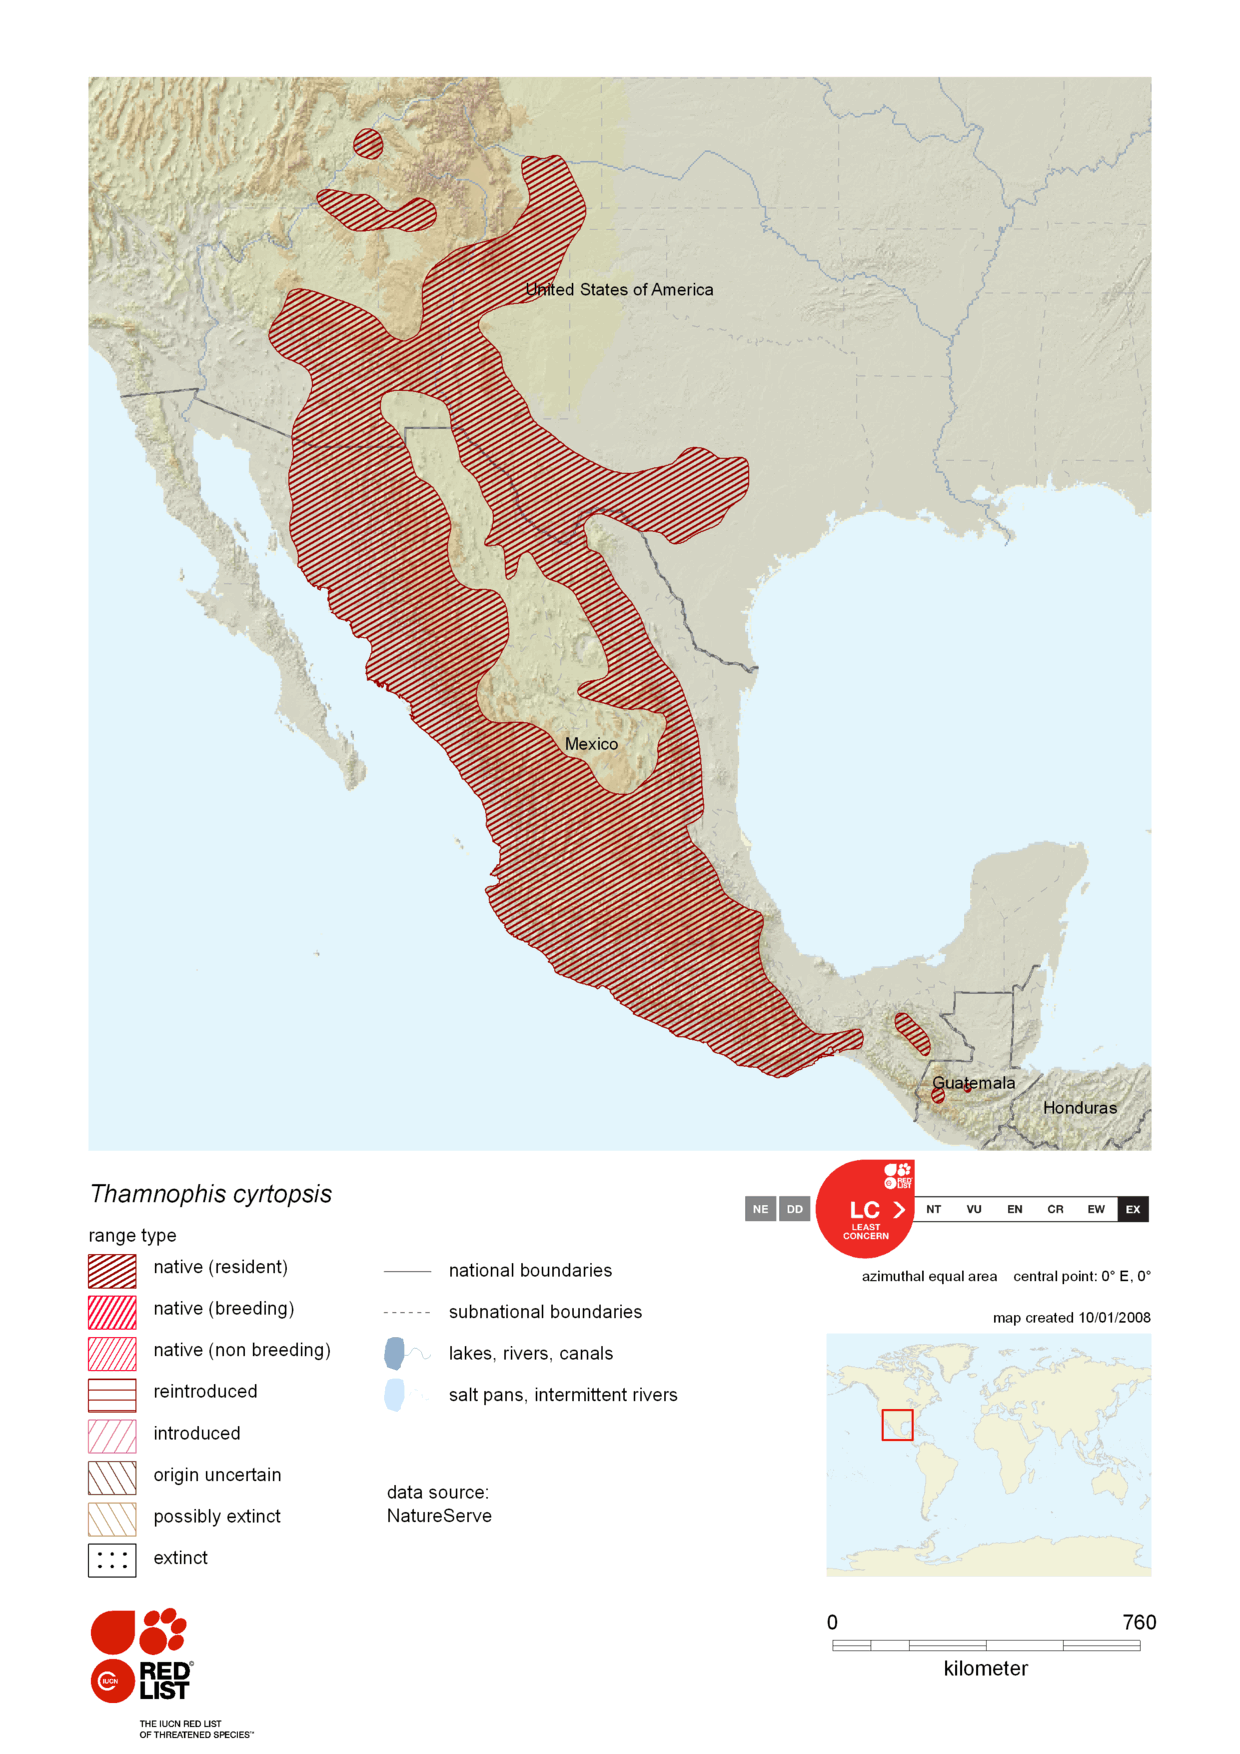 United States of America
Mexico
Guatemala
Honduras
Thamnophis cyrtopsis
range type
native (resident)
native (breeding)
native (non breeding)
reintroduced
introduced
origin uncertain
possibly extinct
extinct
national boundaries
subnational boundaries
lakes, rivers, canals
salt pans, intermittent rivers
data source:
NatureServe
NE DD LC NT VU EN CR EW EX
LEAST
CONCERN
RED
LIST
azimuthal equal area central point: 0° E, 0°
map created 10/01/2008
0 760
kilometer
IUCN
RED
LIST
THE IUCN RED LIST
OF THREATENED SPECIES™